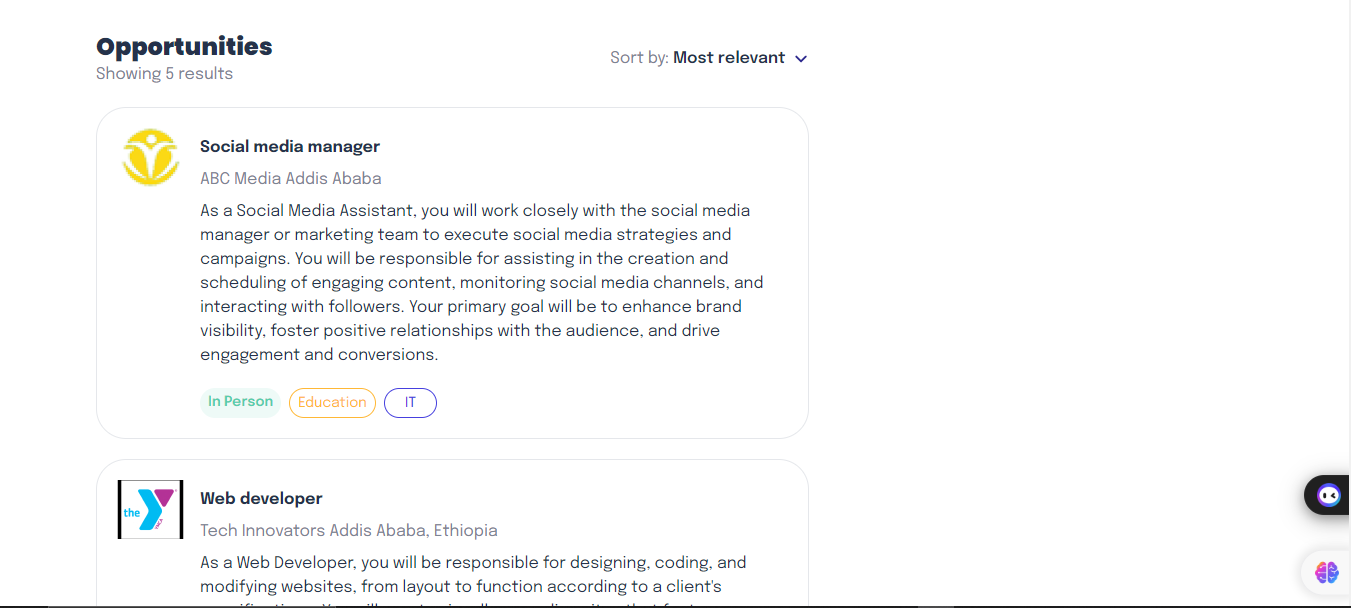 Opportunities
Showing 5 results
Sort by: Most relevant
Social media manager
ABC Media Addis Ababa
As a Social Media Assistant, you will work closely with the social media
manager or marketing team to execute social media strategies and
campaigns. You will be responsible for assisting in the creation and
scheduling of engaging content, monitoring social media channels, and
interacting with followers. Your primary goal will be to enhance brand
visibility, foster positive relationships with the audience, and drive
engagement and conversions.
In Person Education IT
the
YMCA
Web developer
Tech Innovators Addis Ababa, Ethiopia
As a Web Developer, you will be responsible for designing, coding, and
modifying websites, from layout to function according to a client's